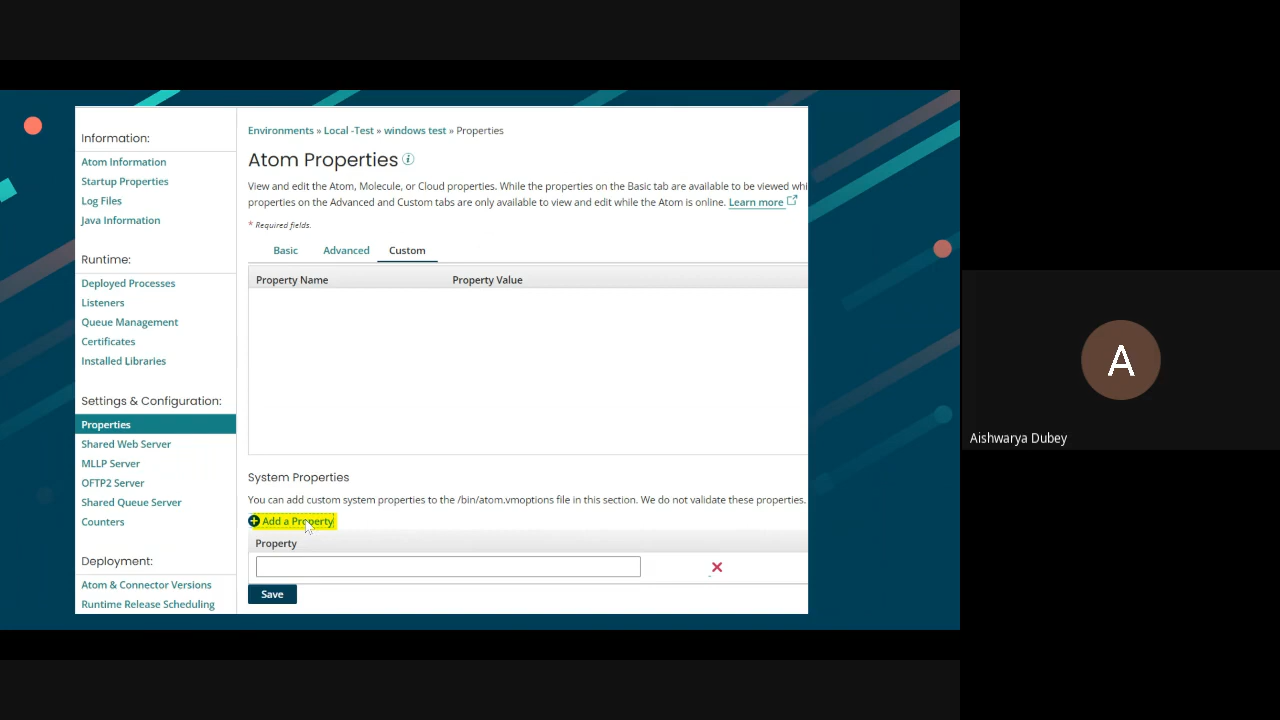 Information:
Atom Information
Startup Properties
Log Files
Java Information
Runtime:
Deployed Processes
Listeners
Queue Management
Certificates
Installed Libraries
Settings & Configuration:
Properties
Shared Web Server
MLLP Server
OFTP2 Server
Shared Queue Server
Counters
Deployment:
Atom & Connector Versions
Runtime Release Scheduling
Environments » Local -Test » windows test » Properties
Atom Properties i
View and edit the Atom, Molecule, or Cloud properties. While the properties on the Basic tab are available to be viewed whi
properties on the Advanced and Custom tabs are only available to view and edit while the Atom is online. Learn more
* Required fields.
Basic Advanced Custom
Property Name Property Value
System Properties
You can add custom system properties to the /bin/atom.vmoptions file in this section. We do not validate these properties.
Add a Property
Property
Save
A
Aishwarya Dubey